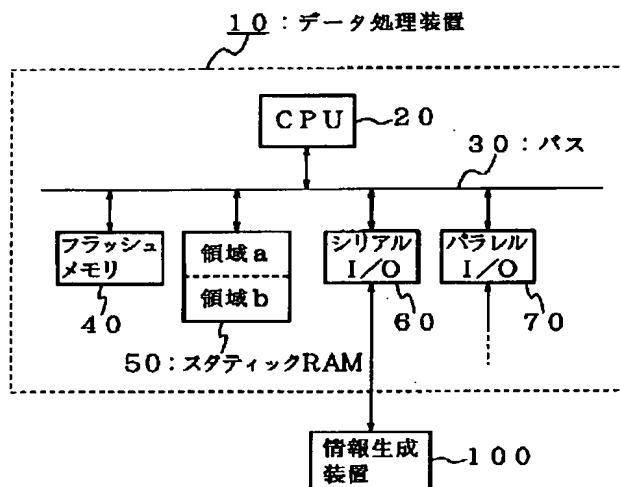 10:データ処理装置
CPU
20
30:バス
フラッシュ
メモリ
領域a
領域b
シリアル
I/O
パラレル
I/O
40
60
70
50:スタティックRAM
情報生成
装置
100